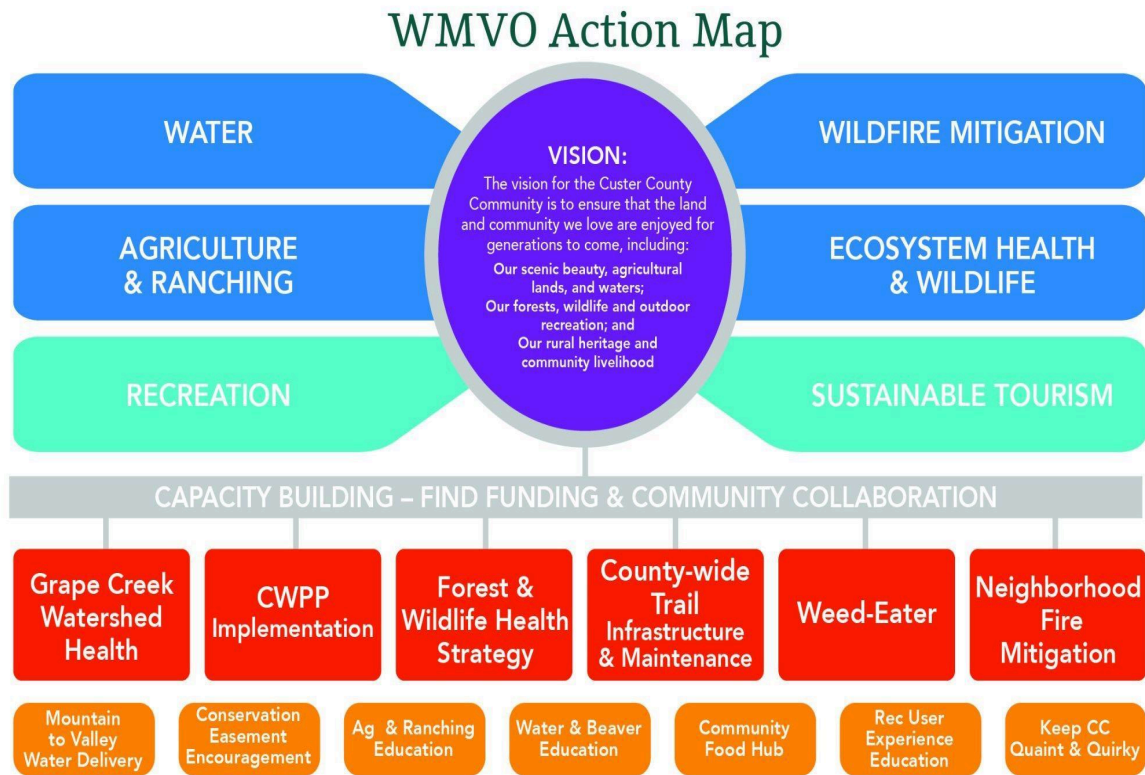 WMVO Action Map
WATER
AGRICULTURE
& RANCHING
RECREATION
VISION:
The vision for the Custer County
Community is to ensure that the land
and community we love are enjoyed for
generations to come, including:
Our scenic beauty, agricultural
lands, and waters;
Our forests, wildlife and outdoor
recreation; and
Our rural heritage and
community livelihood
WILDFIRE MITIGATION
ECOSYSTEM HEALTH
& WILDLIFE
SUSTAINABLE TOURISM
CAPACITY BUILDING – FIND FUNDING & COMMUNITY COLLABORATION
Grape Creek
Watershed
Health
CWPP
Implementation
Forest &
Wildlife Health
Strategy
County-wide
Trail
Infrastructure
& Maintenance
Weed-Eater
Neighborhood
Fire
Mitigation
Mountain
to Valley
Water Delivery
Conservation
Easement
Encouragement
Ag & Ranching
Education
Water & Beaver
Education
Community
Food Hub
Rec User
Experience
Education
Keep CC
Quaint & Quirky